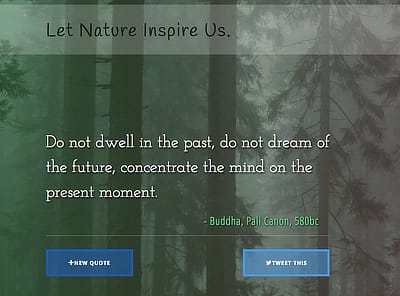 Let Nature Inspire Us.
Do not dwell in the past, do not dream of
the future, concentrate the mind on the
present moment.
- Buddha, Pali Canon, 580bc
+NEW QUOTE
TWEET THIS